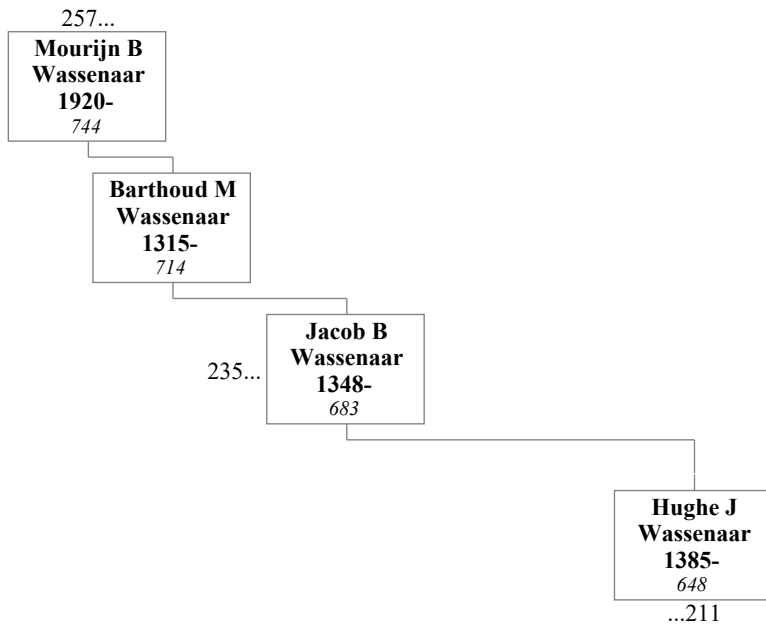 257...
Mourijn B
Wassenaar
1920-
744
Barthoud M
Wassenaar
1315-
714
Jacob B
Wassenaar
235...
1348-
683
Hughe J
Wassenaar
1385-
648
...211